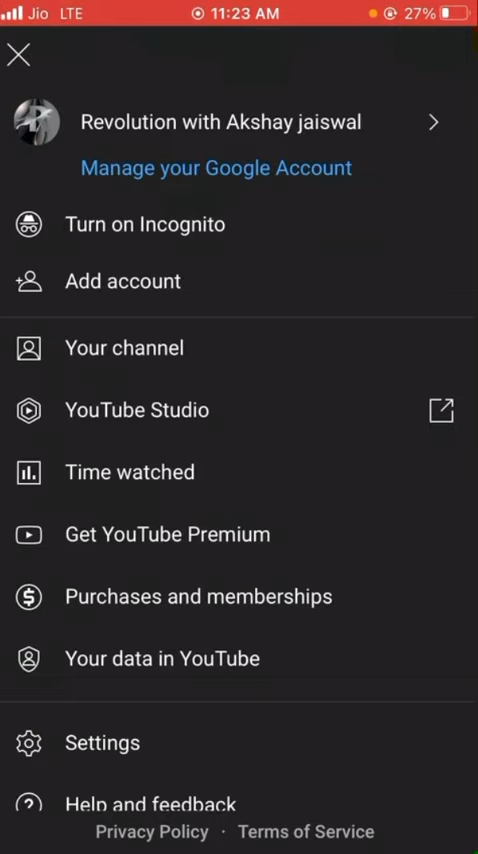 Jio LTE 11:23 AM 27%
Revolution with Akshay jaiswal
Manage your Google Account
Turn on Incognito
Add account
Your channel
YouTube Studio
Time watched
Get YouTube Premium
Purchases and memberships
Your data in YouTube
Settings
Help and feedback
Privacy Policy · Terms of Service